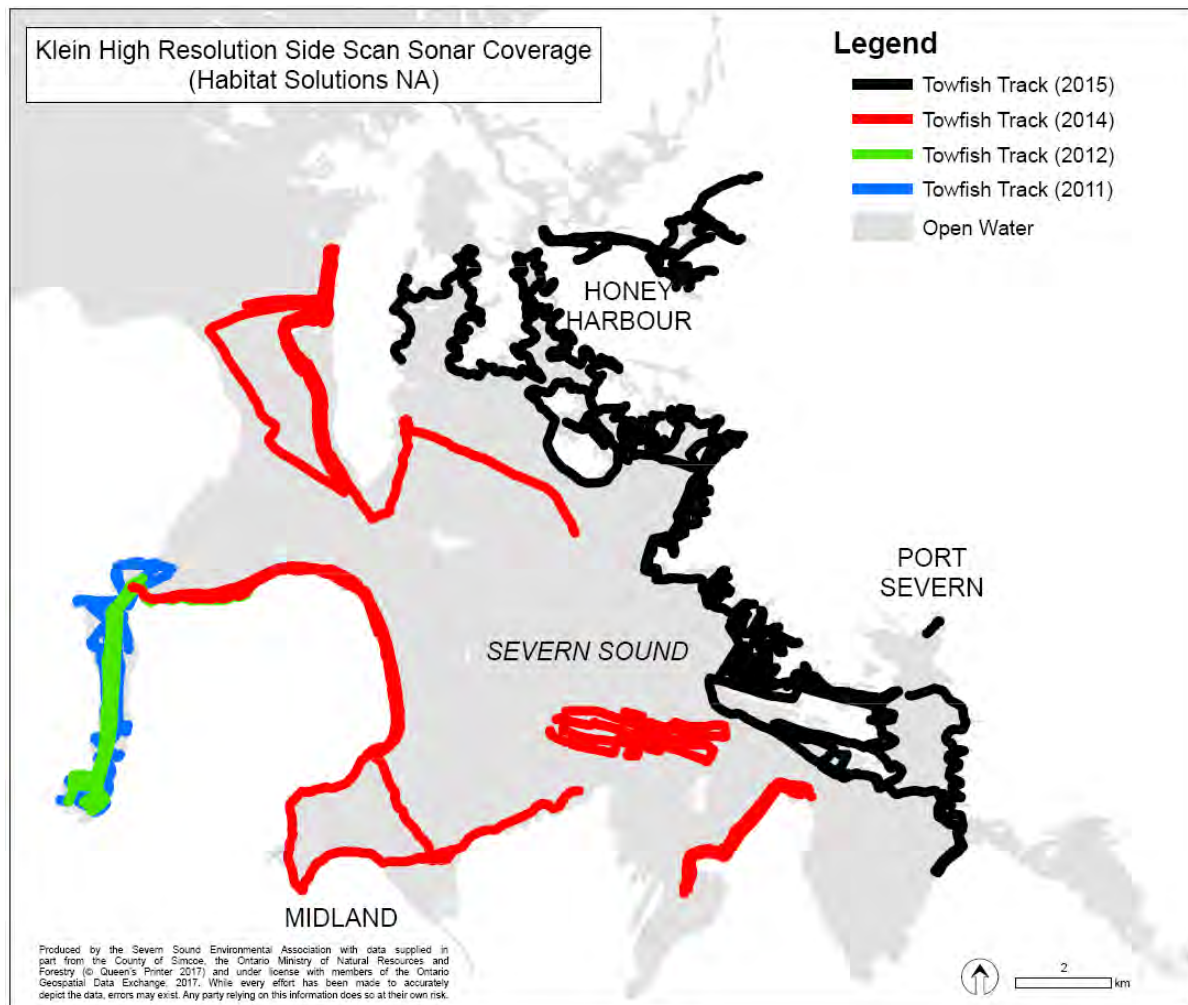 Klein High Resolution Side Scan Sonar Coverage
(Habitat Solutions NA)
Legend
Towfish Track (2015)
Towfish Track (2014)
Towfish Track (2012)
Towfish Track (2011)
Open Water
HONEY
HARBOUR
PORT
SEVERN
SEVERN SOUND
MIDLAND
Produced by the Severn Sound Environmental Association with data supplied in
part from the County of Simcoe, the Ontario Ministry of Natural Resources and
Forestry (© Queen's Printer 2017) and under license with members of the Ontario
Geospatial Data Exchange, 2017. While every effort has been made to accurately
depict the data, errors may exist. Any party relying on this information does so at their own risk.
2
km